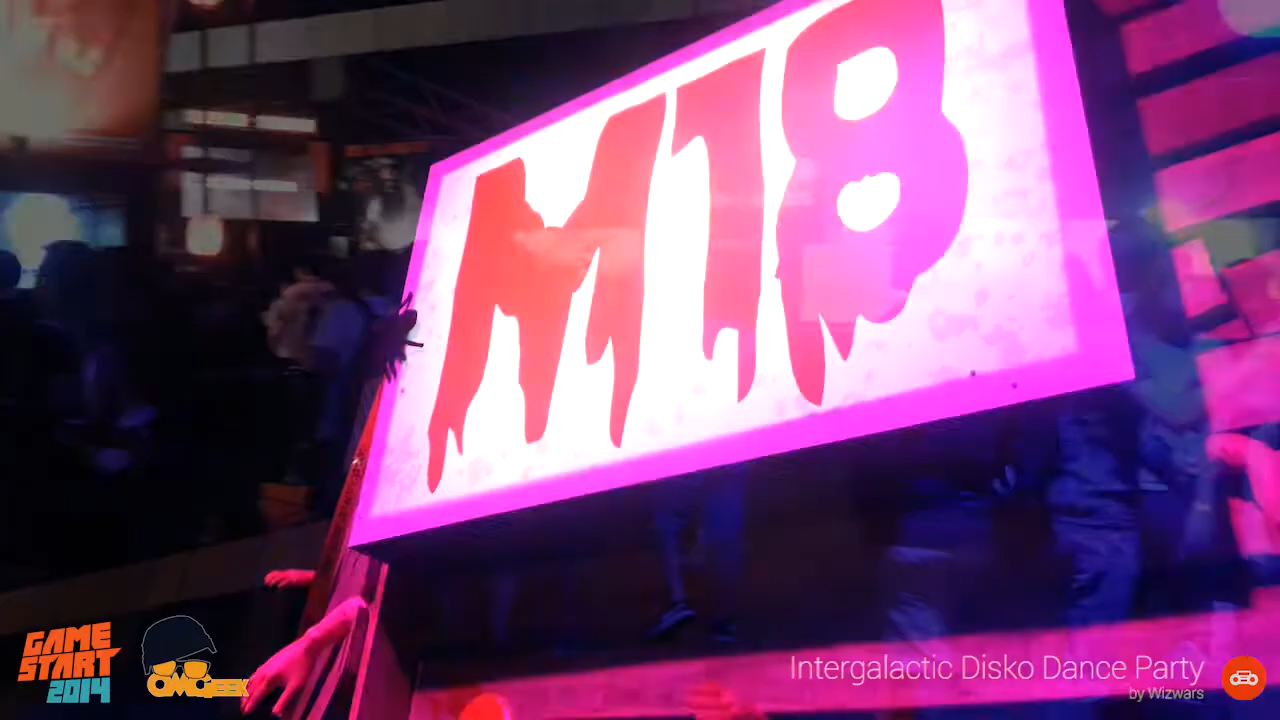 M18
GAME
START
2014
OMGeek
Intergalactic Disko Dance Party
by Wizwars